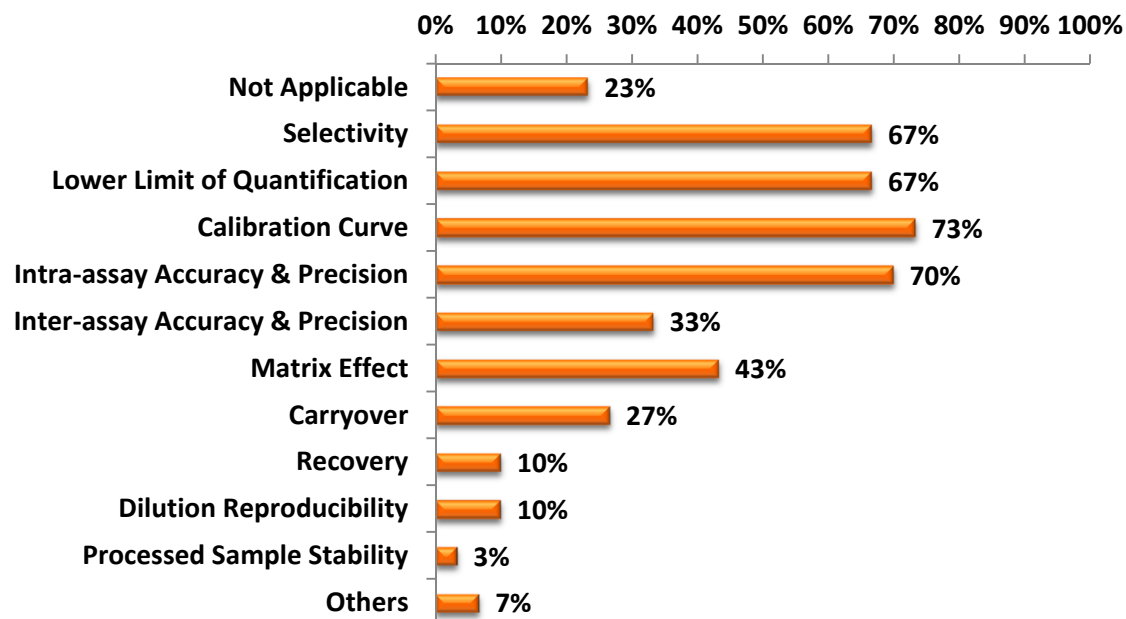 0% 10% 20% 30% 40% 50% 60% 70% 80% 90% 100%
Not Applicable 23%
Selectivity 67%
Lower Limit of Quantification 67%
Calibration Curve 73%
Intra-assay Accuracy & Precision 70%
Inter-assay Accuracy & Precision 33%
Matrix Effect 43%
Carryover 27%
Recovery 10%
Dilution Reproducibility 10%
Processed Sample Stability 3%
Others 7%